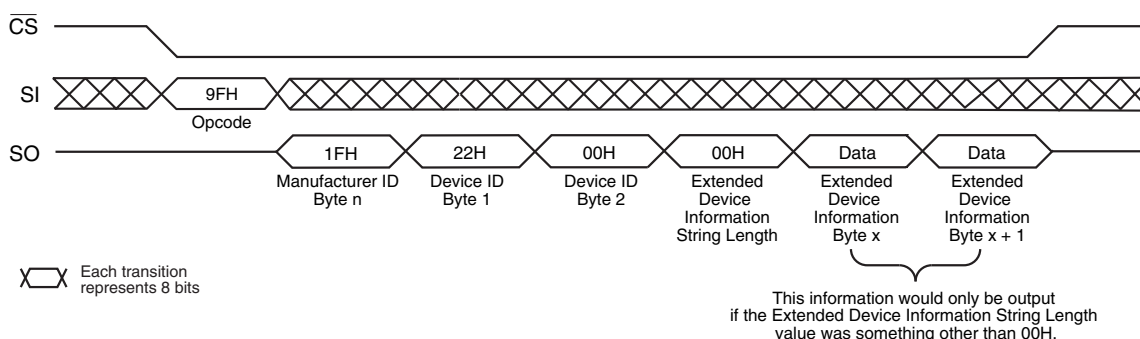 CS
SI
9FH
Opcode
SO
1FH
22H
00H
00H
Data
Data
Manufacturer ID
Byte n
Device ID
Byte 1
Device ID
Byte 2
Extended
Device
Information
String Length
Extended
Device
Information
Byte x
Extended
Device
Information
Byte x + 1
Each transition
represents 8 bits
This information would only be output
if the Extended Device Information String Length
value was something other than 00H.